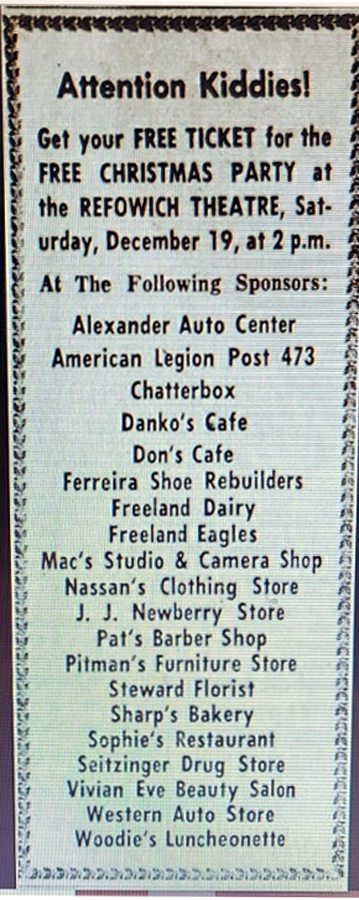 Attention Kiddies!
Get your FREE TICKET for the
FREE CHRISTMAS PARTY at
the REFOWICH THEATRE, Sat-
urday, December 19, at 2 p.m.
At The Following Sponsors:
Alexander Auto Center
American Legion Post 473
Chatterbox
Danko's Cafe
Don's Cafe
Ferreira Shoe Rebuilders
Freeland Dairy
Freeland Eagles
Mac's Studio & Camera Shop
Nassan's Clothing Store
J. J. Newberry Store
Pat's Barber Shop
Pitman's Furniture Store
Steward Florist
Sharp's Bakery
Sophie's Restaurant
Seitzinger Drug Store
Vivian Eve Beauty Salon
Western Auto Store
Woodie's Luncheonette